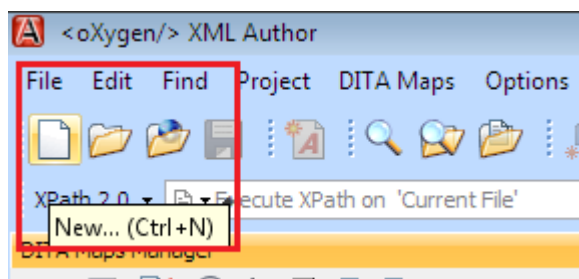 <oXygen/> XML Author
File Edit Find Project DITA Maps Options
XPath 2.0 Execute XPath on 'Current File'
New... (Ctrl+N)
DITA Maps Manager